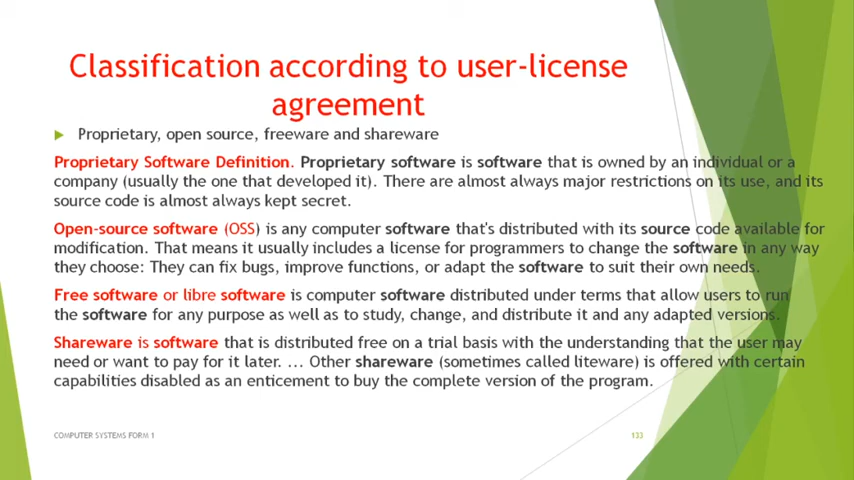 Classification according to user-license
agreement
Proprietary, open source, freeware and shareware
Proprietary Software Definition. Proprietary software is software that is owned by an individual or a
company (usually the one that developed it). There are almost always major restrictions on its use, and its
source code is almost always kept secret.
Open-source software (OSS) is any computer software that's distributed with its source code available for
modification. That means it usually includes a license for programmers to change the software in any way
they choose: They can fix bugs, improve functions, or adapt the software to suit their own needs.
Free software or libre software is computer software distributed under terms that allow users to run
the software for any purpose as well as to study, change, and distribute it and any adapted versions.
Shareware is software that is distributed free on a trial basis with the understanding that the user may
need or want to pay for it later. ... Other shareware (sometimes called liteware) is offered with certain
capabilities disabled as an enticement to buy the complete version of the program.
COMPUTER SYSTEMS FORM 1
133